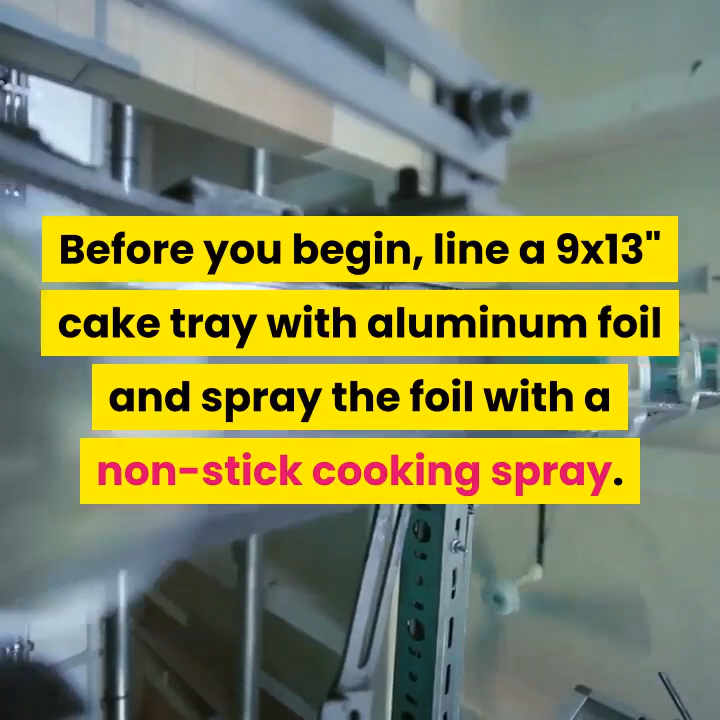 Before you begin, line a 9x13"
cake tray with aluminum foil
and spray the foil with a
non-stick cooking spray.